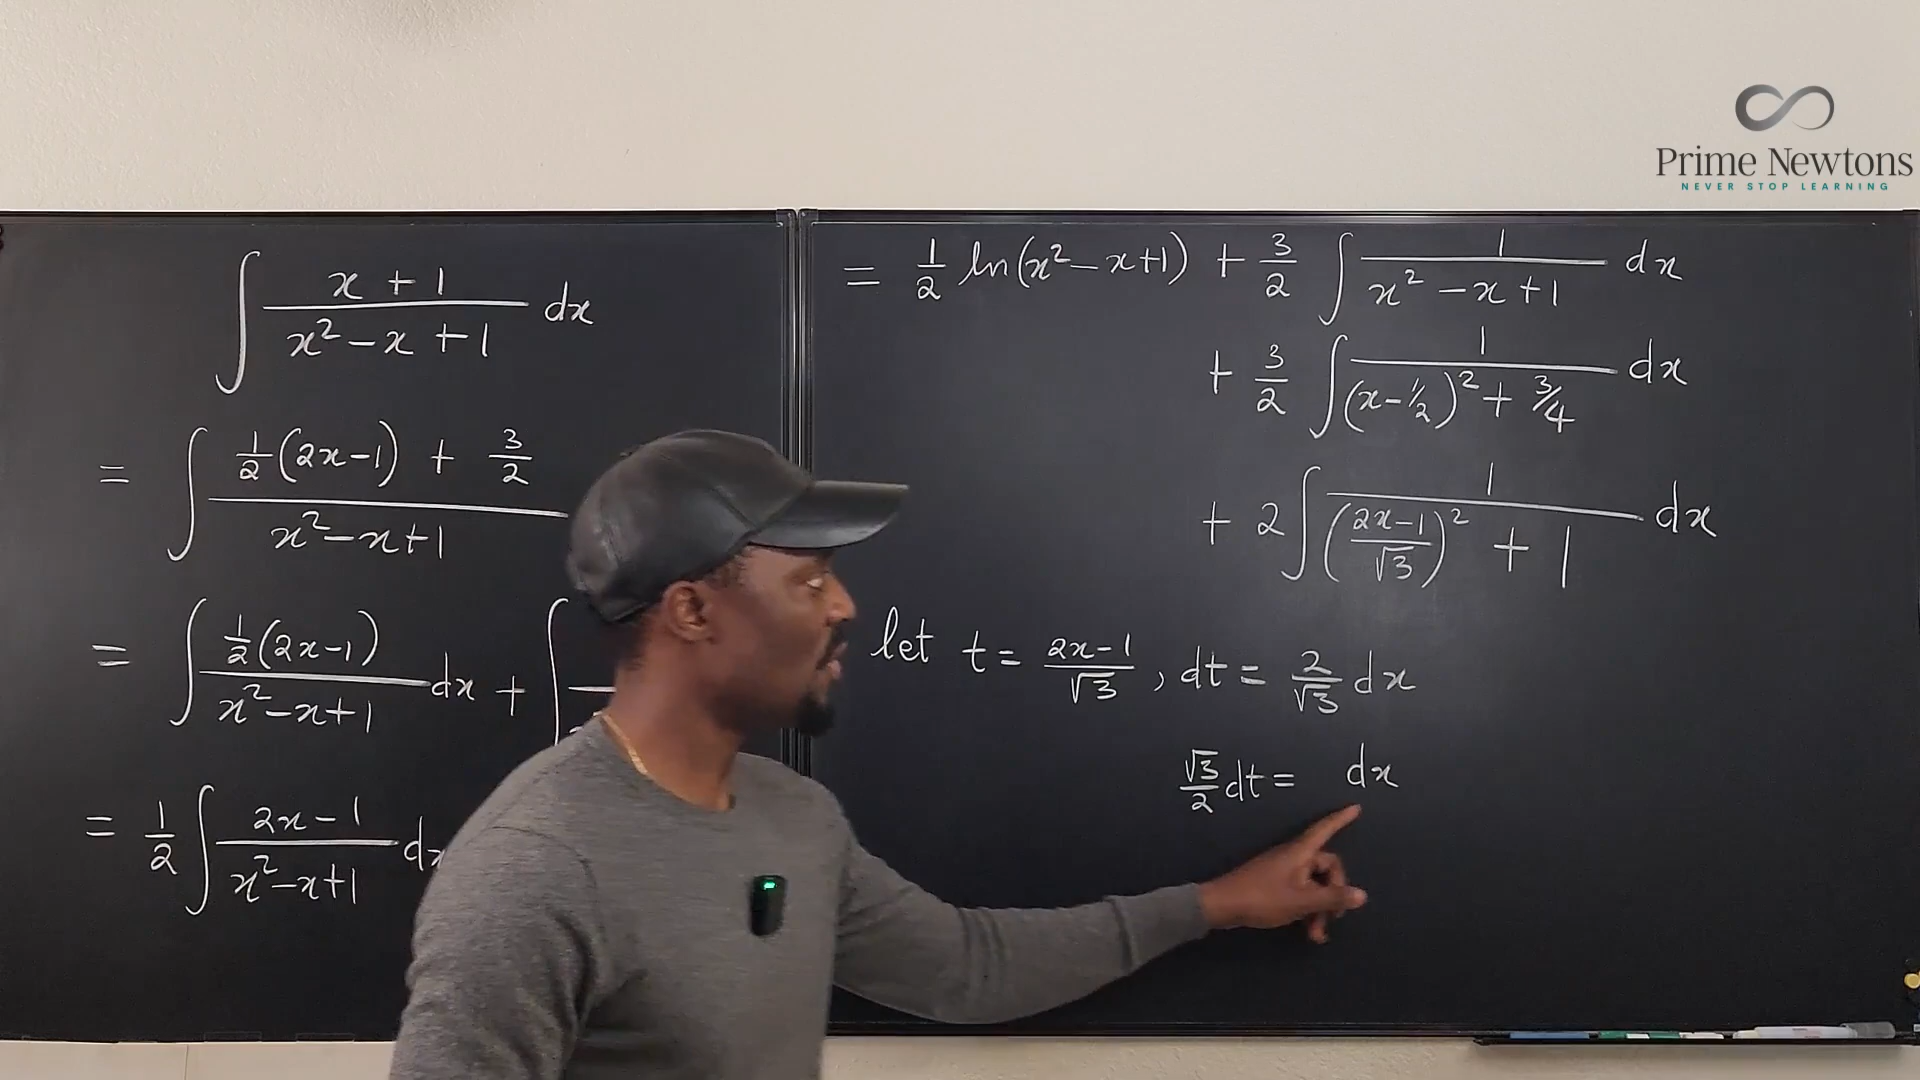 Prime Newtons
NEVER STOP LEARNING
∫ (x + 1)/(x² − x + 1) dx
= ∫ (½(2x−1) + 3/2)/(x² − x + 1)
= ∫ ½(2x−1)/(x² − x + 1) dx + ∫
= ½ ∫ (2x − 1)/(x² − x + 1) dx
= ½ ln(x² − x + 1) + 3/2 ∫ 1/(x² − x + 1) dx
+ 3/2 ∫ 1/((x − ½)² + 3/4) dx
+ 2 ∫ 1/(((2x−1)/√3)² + 1) dx
let t = (2x−1)/√3 , dt = 2/√3 dx
√3/2 dt = dx